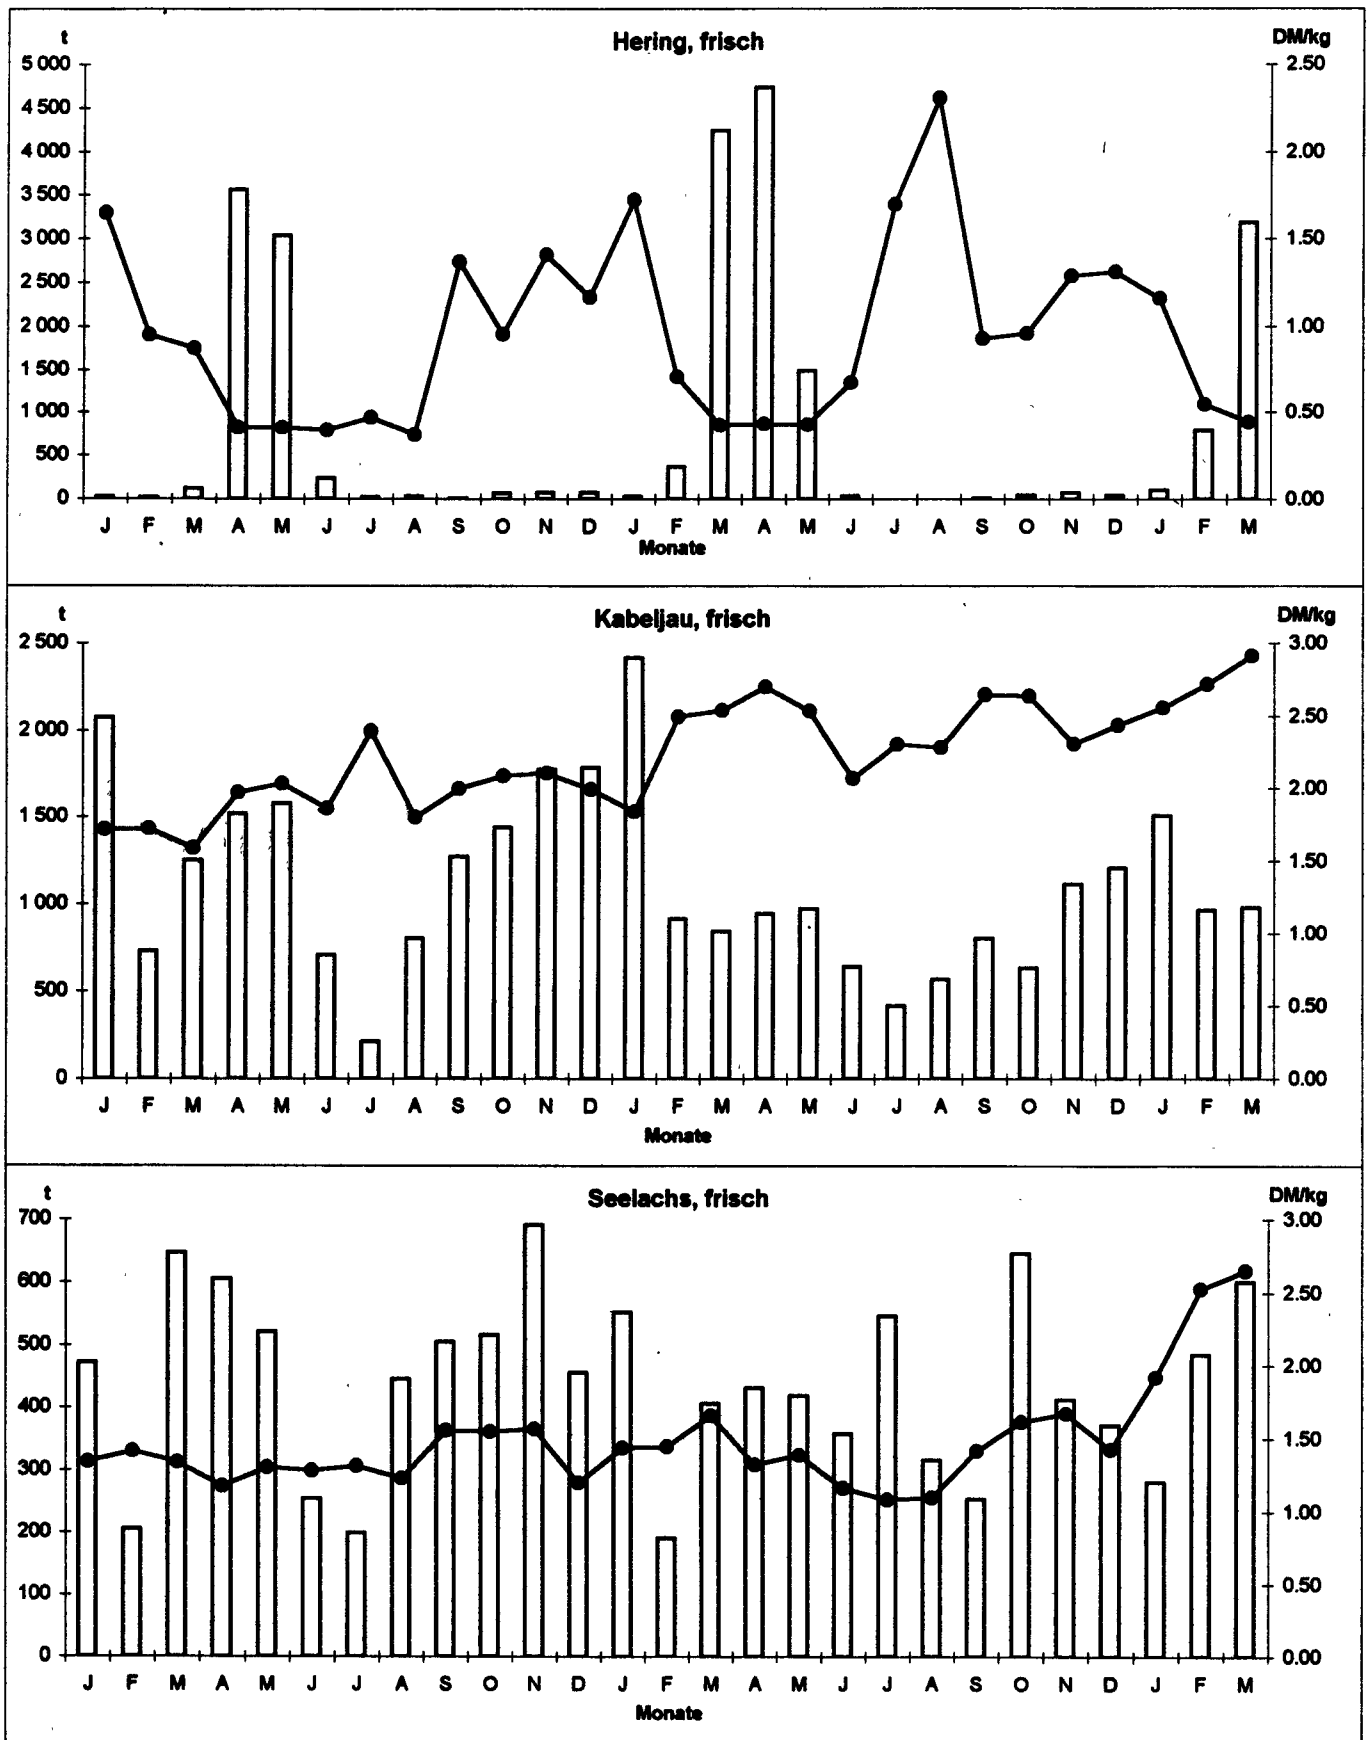 Hering, frisch
t DM/kg
5 000 2.50
4 500
4 000 2.00
3 500
3 000 1.50
2 500
2 000 1.00
1 500
1 000 0.50
500
0 0.00
J F M A M J J A S O N D J F M A M J J A S O N D J F M
Monate
Kabeljau, frisch
t DM/kg
2 500 3.00
2.50
2 000
2.00
1 500
1.50
1 000
1.00
500
0.50
0 0.00
J F M A M J J A S O N D J F M A M J J A S O N D J F M
Monate
Seelachs, frisch
t DM/kg
700 3.00
600
2.50
500
2.00
400
1.50
300
200
1.00
100
0.50
0 0.00
J F M A M J J A S O N D J F M A M J J A S O N D J F M
Monate